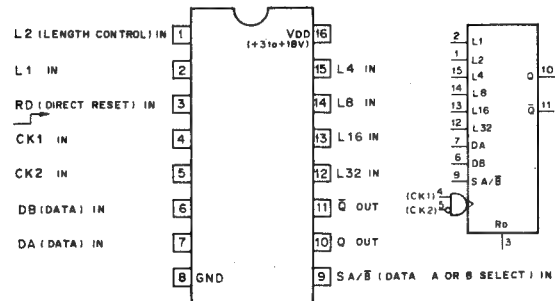 L2 (LENGTH CONTROL) IN 1
L1 IN 2
RD (DIRECT RESET) IN 3
CK1 IN 4
CK2 IN 5
DB (DATA) IN 6
DA (DATA) IN 7
8 GND
VDD 16
(+3 to +18V)
15 L4 IN
14 L8 IN
13 L16 IN
12 L32 IN
11 Q̅ OUT
10 Q OUT
9 SA/B̅ (DATA A OR B SELECT) IN
2 L1
1 L2
15 L4
14 L8
13 L16
12 L32
7 DA
6 DB
9 SA/B̅
(CK1) 4
(CK2) 5
Q 10
Q̅ 11
RD
3